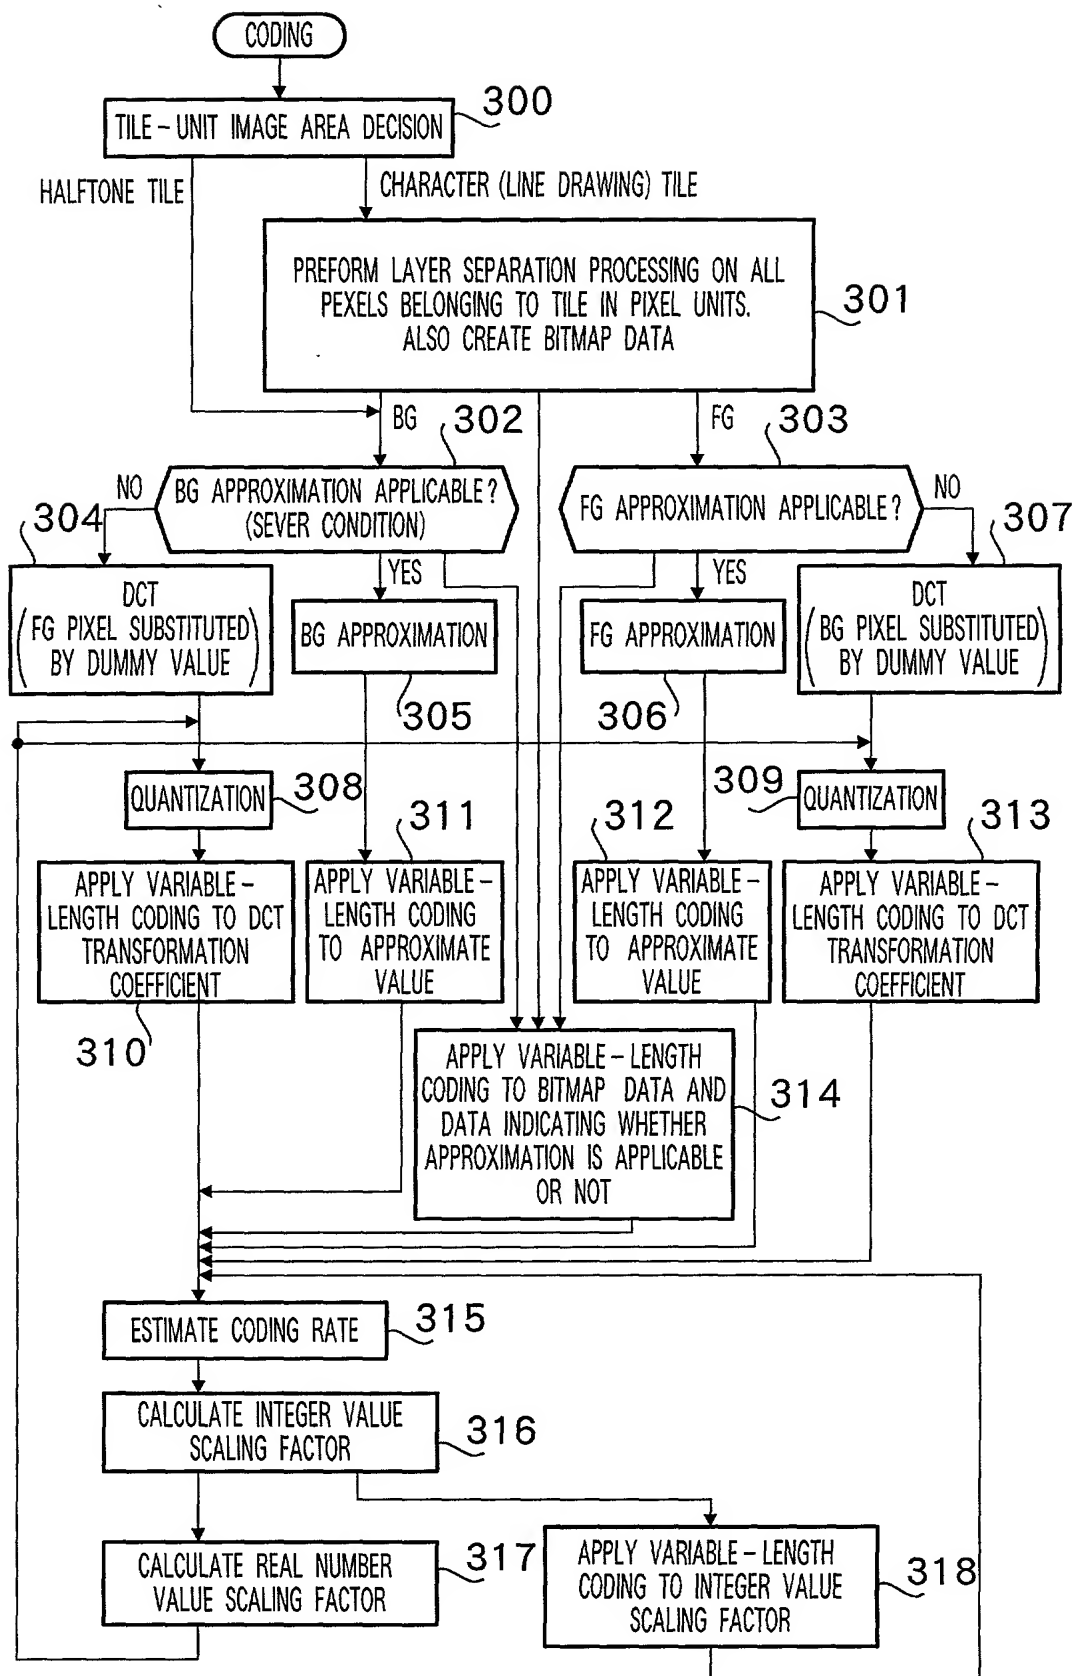 CODING
300
TILE-UNIT IMAGE AREA DECISION
HALFTONE TILE
CHARACTER (LINE DRAWING) TILE
PREFORM LAYER SEPARATION PROCESSING ON ALL
PEXELS BELONGING TO TILE IN PIXEL UNITS.
ALSO CREATE BITMAP DATA
301
BG
302
FG
303
NO
BG APPROXIMATION APPLICABLE?
(SEVER CONDITION)
FG APPROXIMATION APPLICABLE?
NO
304
307
YES
YES
DCT
(FG PIXEL SUBSTITUTED
BY DUMMY VALUE)
BG APPROXIMATION
FG APPROXIMATION
DCT
(BG PIXEL SUBSTITUTED
BY DUMMY VALUE)
305
306
QUANTIZATION
308
309
QUANTIZATION
311
312
313
APPLY VARIABLE-
LENGTH CODING TO DCT
TRANSFORMATION
COEFFICIENT
APPLY VARIABLE-
LENGTH CODING
TO APPROXIMATE
VALUE
APPLY VARIABLE-
LENGTH CODING
TO APPROXIMATE
VALUE
APPLY VARIABLE-
LENGTH CODING TO DCT
TRANSFORMATION
COEFFICIENT
310
APPLY VARIABLE-LENGTH
CODING TO BITMAP DATA AND
DATA INDICATING WHETHER
APPROXIMATION IS APPLICABLE
OR NOT
314
ESTIMATE CODING RATE
315
CALCULATE INTEGER VALUE
SCALING FACTOR
316
CALCULATE REAL NUMBER
VALUE SCALING FACTOR
317
APPLY VARIABLE-LENGTH
CODING TO INTEGER VALUE
SCALING FACTOR
318